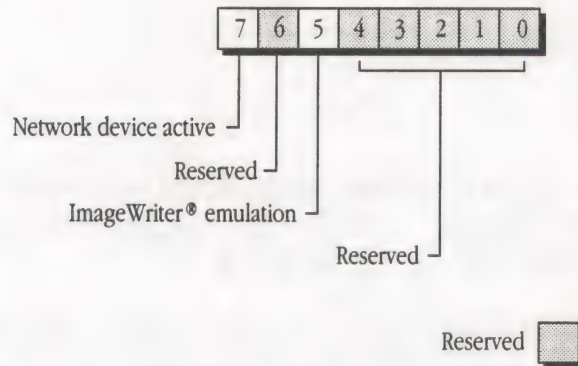 7 6 5 4 3 2 1 0
Network device active
Reserved
ImageWriter® emulation
Reserved
Reserved